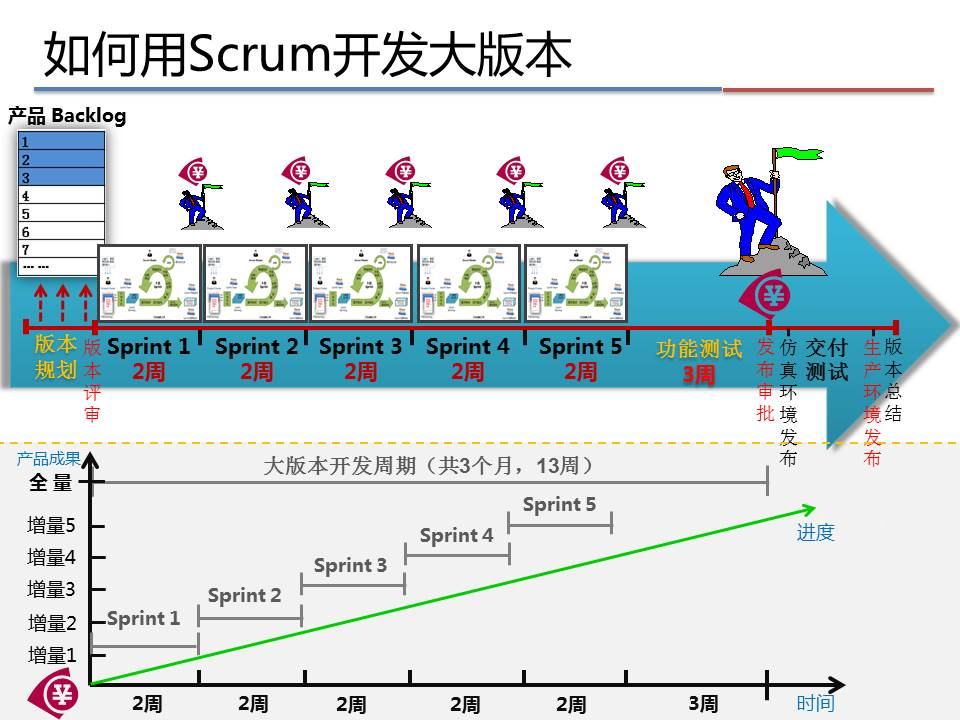 如何用Scrum开发大版本
产品 Backlog
1
2
3
4
5
6
7
... ...
版本
规划
版本评审
Sprint 1
2周
Sprint 2
2周
Sprint 3
2周
Sprint 4
2周
Sprint 5
2周
功能测试
3周
发布审批
仿真环境发布
交付
测试
生产环境发布
版本总结
产品成果
大版本开发周期（共3个月，13周）
全量
增量5
增量4
增量3
增量2
增量1
Sprint 5
Sprint 4
Sprint 3
Sprint 2
Sprint 1
进度
2周
2周
2周
2周
2周
3周
时间